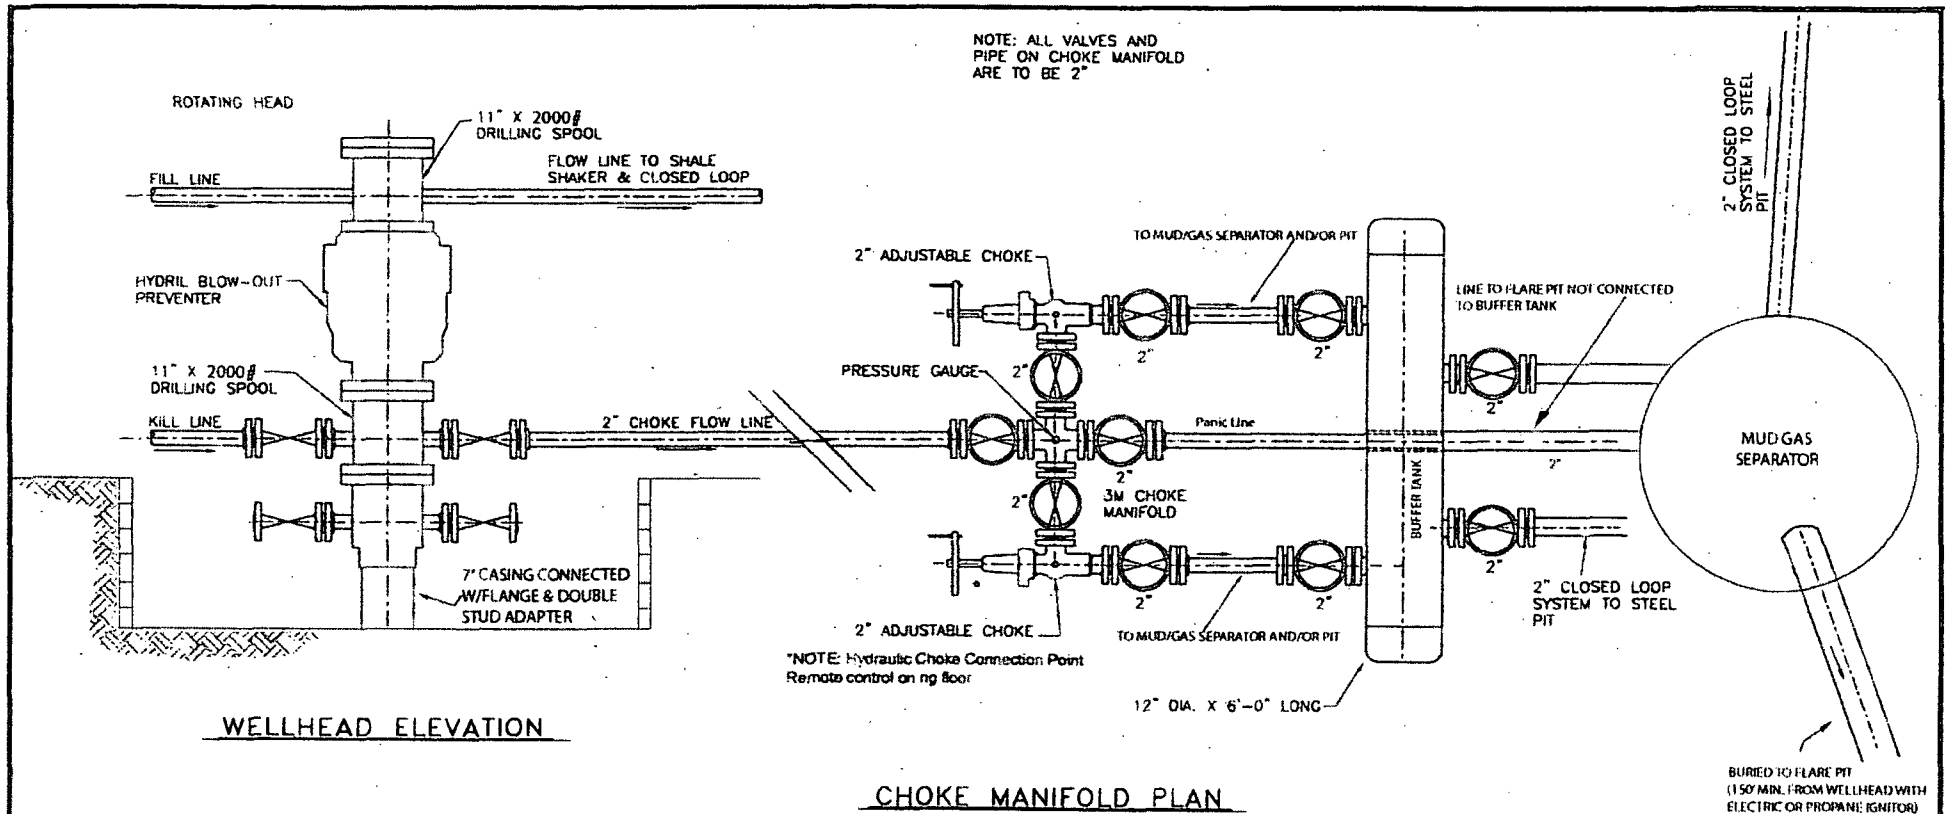 NOTE: ALL VALVES AND
PIPE ON CHOKE MANIFOLD
ARE TO BE 2"
ROTATING HEAD
11" X 2000#
DRILLING SPOOL
FILL LINE
FLOW LINE TO SHALE
SHAKER & CLOSED LOOP
HYDRIL BLOW-OUT
PREVENTER
11" X 2000#
DRILLING SPOOL
KILL LINE
2" CHOKE FLOW LINE
7" CASING CONNECTED
W/FLANGE & DOUBLE
STUD ADAPTER
WELLHEAD ELEVATION
2" ADJUSTABLE CHOKE
TO MUD/GAS SEPARATOR AND/OR PIT
2"
2"
2"
PRESSURE GAUGE
Panic Line
2"
2"
3M CHOKE
MANIFOLD
2"
2"
2" ADJUSTABLE CHOKE
TO MUD/GAS SEPARATOR AND/OR PIT
*NOTE: Hydraulic Choke Connection Point
Remote control on rig floor
BUFFER TANK
12" DIA. X 6'-0" LONG
LINE TO FLARE PIT NOT CONNECTED
TO BUFFER TANK
2"
2"
2"
2" CLOSED LOOP
SYSTEM TO STEEL
PIT
2" CLOSED LOOP
SYSTEM TO STEEL
PIT
MUD GAS
SEPARATOR
BURIED TO FLARE PIT
(150' MIN. FROM WELLHEAD WITH
ELECTRIC OR PROPANE IGNITOR)
CHOKE MANIFOLD PLAN